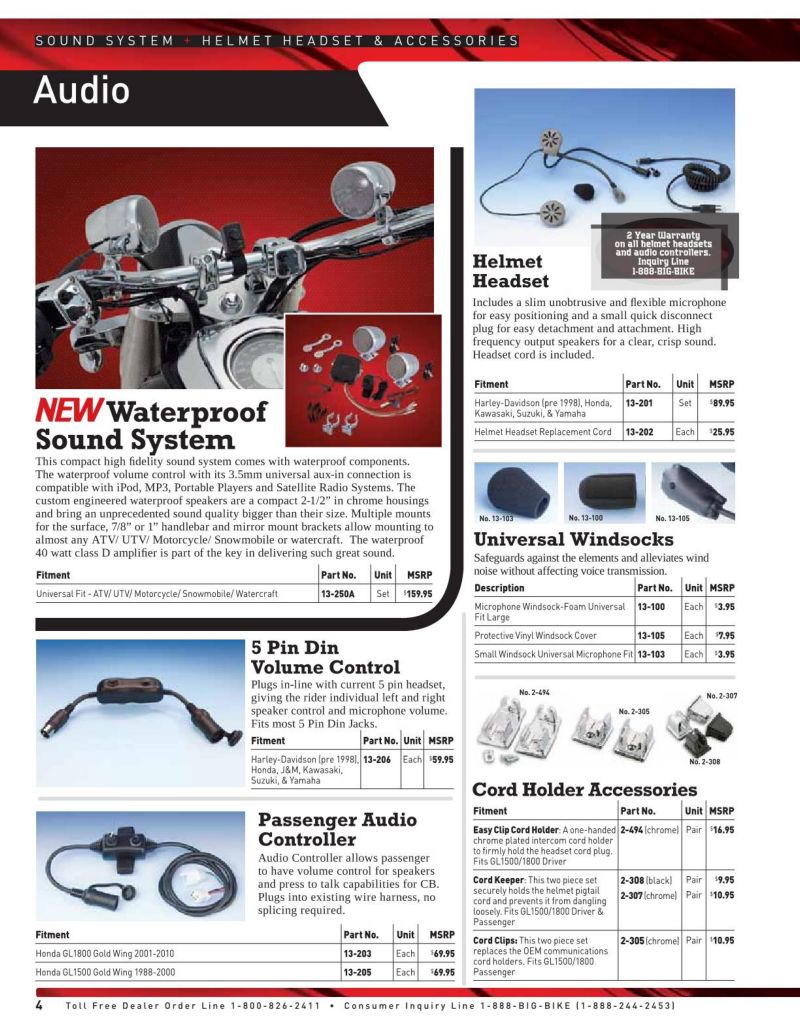 SOUND SYSTEM + HELMET HEADSET & ACCESSORIES
Audio
NEW Waterproof
Sound System
This compact high fidelity sound system comes with waterproof components.
The waterproof volume control with its 3.5mm universal aux-in connection is
compatible with iPod, MP3, Portable Players and Satellite Radio Systems. The
custom engineered waterproof speakers are a compact 2-1/2” in chrome housings
and bring an unprecedented sound quality bigger than their size. Multiple mounts
for the surface, 7/8” or 1” handlebar and mirror mount brackets allow mounting to
almost any ATV/ UTV/ Motorcycle/ Snowmobile or watercraft. The waterproof
40 watt class D amplifier is part of the key in delivering such great sound.
Fitment Part No. Unit MSRP
Universal Fit - ATV/ UTV/ Motorcycle/ Snowmobile/ Watercraft 13-250A Set $159.95
5 Pin Din
Volume Control
Plugs in-line with current 5 pin headset,
giving the rider individual left and right
speaker control and microphone volume.
Fits most 5 Pin Din Jacks.
Fitment Part No. Unit MSRP
Harley-Davidson (pre 1998), 13-206 Each $59.95
Honda, J&M, Kawasaki,
Suzuki, & Yamaha
Passenger Audio
Controller
Audio Controller allows passenger
to have volume control for speakers
and press to talk capabilities for CB.
Plugs into existing wire harness, no
splicing required.
Fitment Part No. Unit MSRP
Honda GL1800 Gold Wing 2001-2010 13-203 Each $69.95
Honda GL1500 Gold Wing 1988-2000 13-205 Each $69.95
2 Year Warranty
on all helmet headsets
and audio controllers.
Inquiry Line
1-888-BIG-BIKE
Helmet
Headset
Includes a slim unobtrusive and flexible microphone
for easy positioning and a small quick disconnect
plug for easy detachment and attachment. High
frequency output speakers for a clear, crisp sound.
Headset cord is included.
Fitment Part No. Unit MSRP
Harley-Davidson (pre 1998), Honda, 13-201 Set $89.95
Kawasaki, Suzuki, & Yamaha
Helmet Headset Replacement Cord 13-202 Each $25.95
No. 13-103 No. 13-100 No. 13-105
Universal Windsocks
Safeguards against the elements and alleviates wind
noise without affecting voice transmission.
Description Part No. Unit MSRP
Microphone Windsock-Foam Universal 13-100 Each $3.95
Fit Large
Protective Vinyl Windsock Cover 13-105 Each $7.95
Small Windsock Universal Microphone Fit 13-103 Each $3.95
No. 2-494
No. 2-305
No. 2-307
No. 2-308
Cord Holder Accessories
Fitment Part No. Unit MSRP
Easy Clip Cord Holder: A one-handed 2-494 (chrome) Pair $16.95
chrome plated intercom cord holder
to firmly hold the headset cord plug.
Fits GL1500/1800 Driver
Cord Keeper: This two piece set 2-308 (black) Pair $9.95
securely holds the helmet pigtail 2-307 (chrome) Pair $10.95
cord and prevents it from dangling
loosely. Fits GL1500/1800 Driver &
Passenger
Cord Clips: This two piece set 2-305 (chrome) Pair $10.95
replaces the OEM communications
cord holders. Fits GL1500/1800
Passenger
4 Toll Free Dealer Order Line 1-800-826-2411 • Consumer Inquiry Line 1-888-BIG-BIKE (1-888-244-2453)